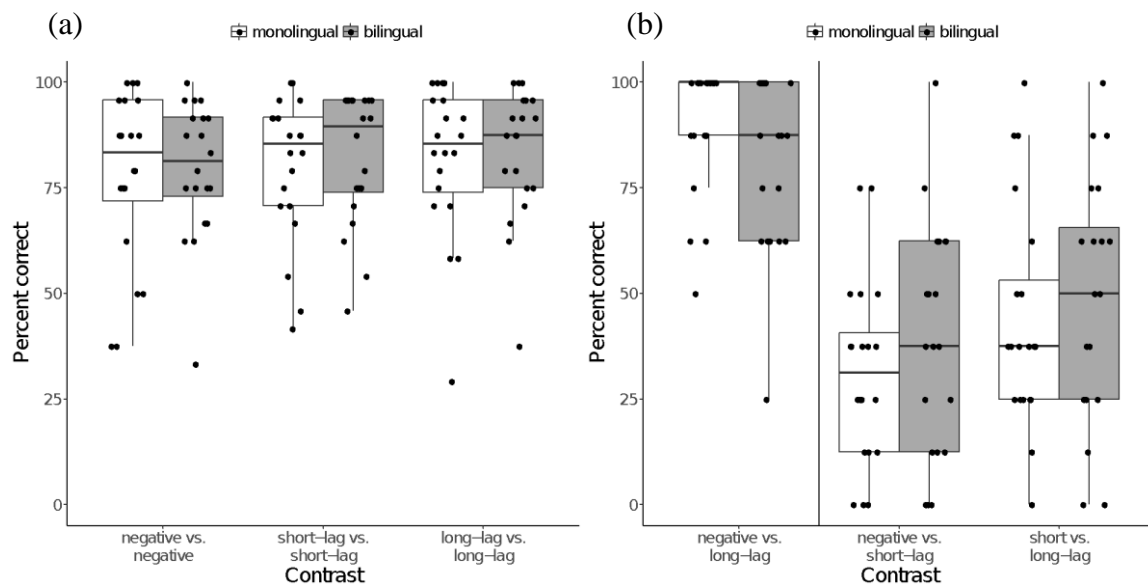 (a)
monolingual bilingual
Percent correct
100
75
50
25
0
negative vs.
negative
short-lag vs.
short-lag
long-lag vs.
long-lag
Contrast
(b)
monolingual bilingual
Percent correct
100
75
50
25
0
negative vs.
long-lag
negative vs.
short-lag
short vs.
long-lag
Contrast